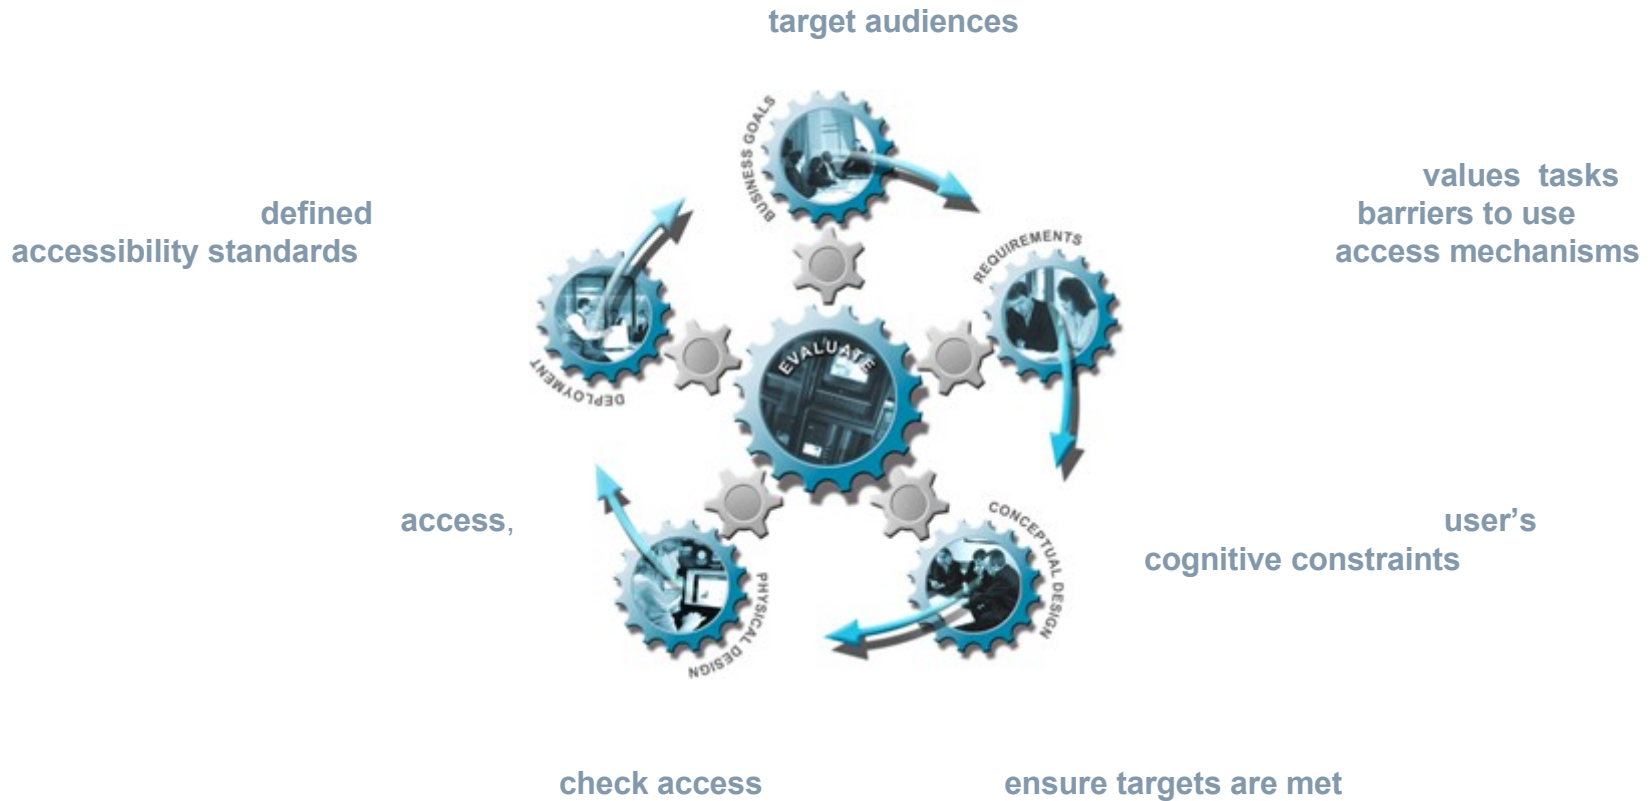 target audiences
BUSINESS GOALS
values tasks
defined
barriers to use
accessibility standards
access mechanisms
REQUIREMENTS
EVALUATE
DEPLOYMENT
access,
user's
cognitive constraints
CONCEPTUAL DESIGN
PHYSICAL DESIGN
check access
ensure targets are met